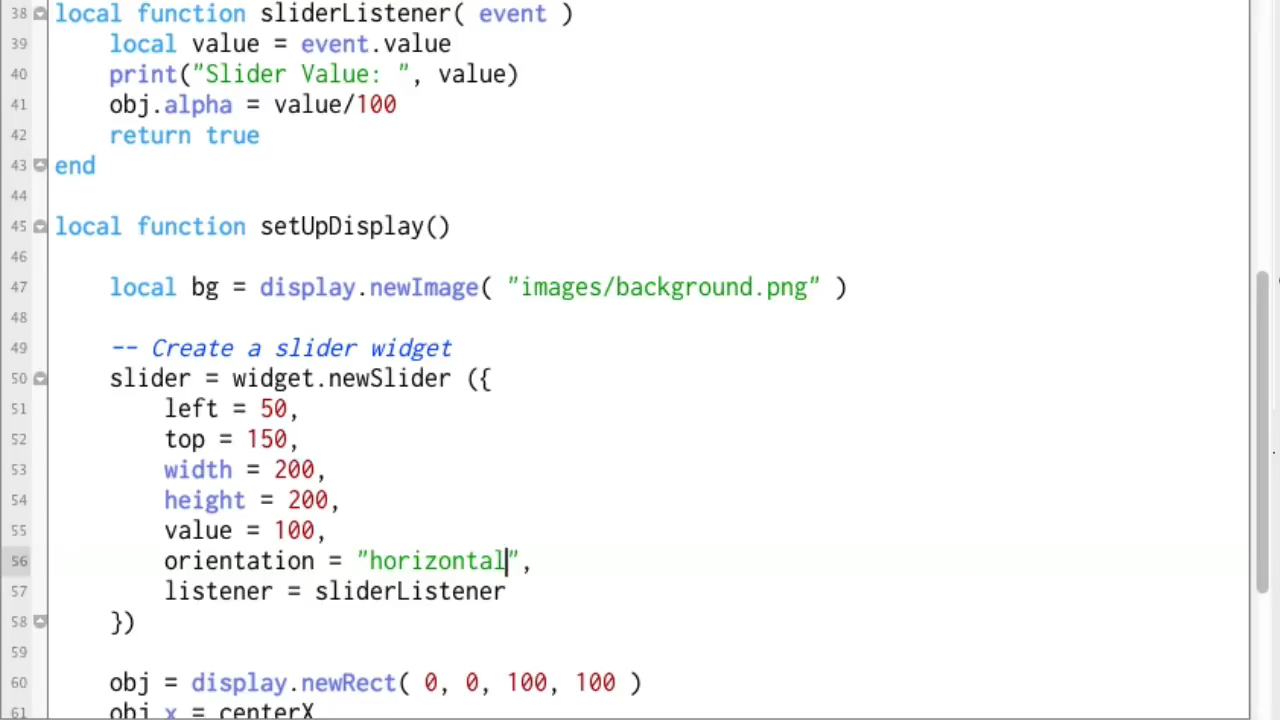 38 local function sliderListener( event )
39 local value = event.value
40 print("Slider Value: ", value)
41 obj.alpha = value/100
42 return true
43 end
44
45 local function setUpDisplay()
46
47 local bg = display.newImage( "images/background.png" )
48
49 -- Create a slider widget
50 slider = widget.newSlider ({
51 left = 50,
52 top = 150,
53 width = 200,
54 height = 200,
55 value = 100,
56 orientation = "horizontal",
57 listener = sliderListener
58 })
59
60 obj = display.newRect( 0, 0, 100, 100 )
61 obj.x = centerX